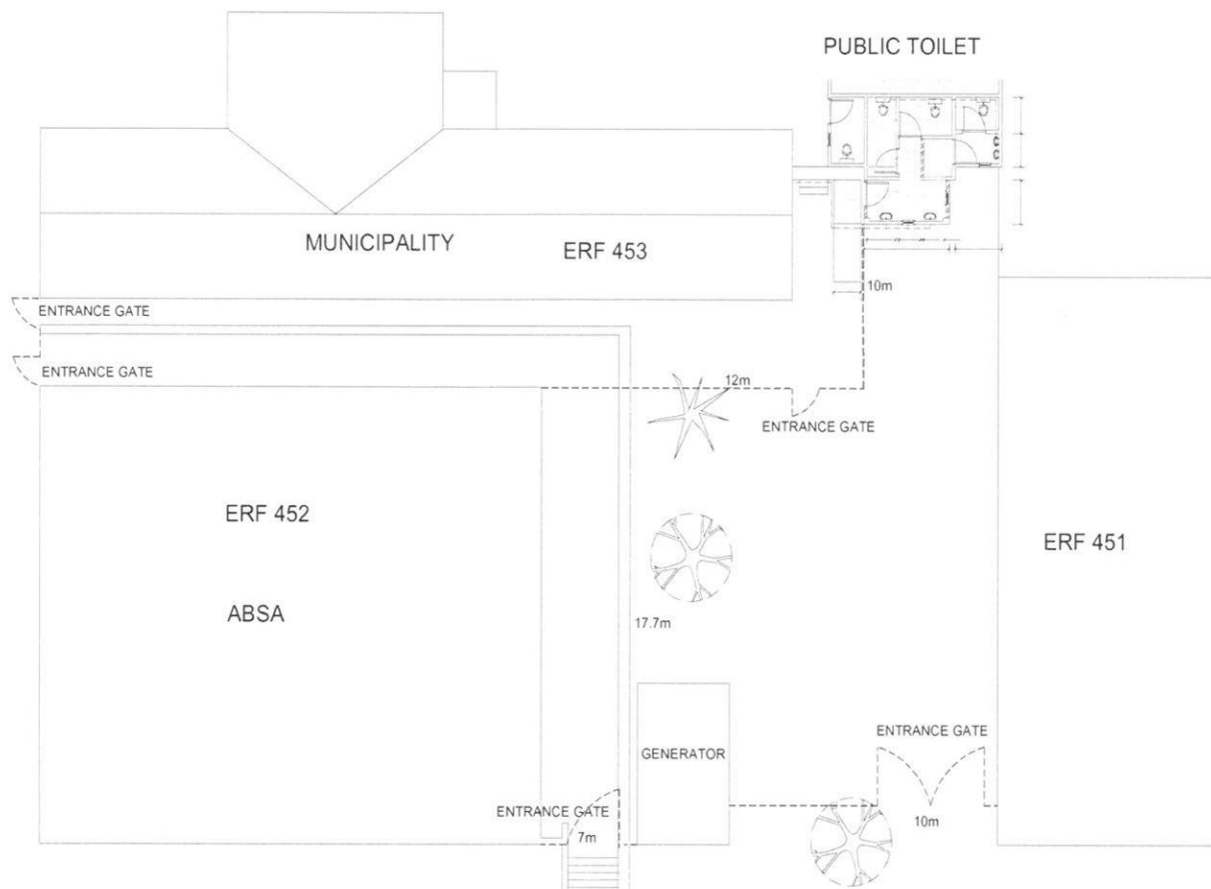 PUBLIC TOILET
MUNICIPALITY
ERF 453
10m
ENTRANCE GATE
ENTRANCE GATE
12m
ENTRANCE GATE
ERF 452
ERF 451
ABSA
17.7m
GENERATOR
ENTRANCE GATE
ENTRANCE GATE
10m
7m